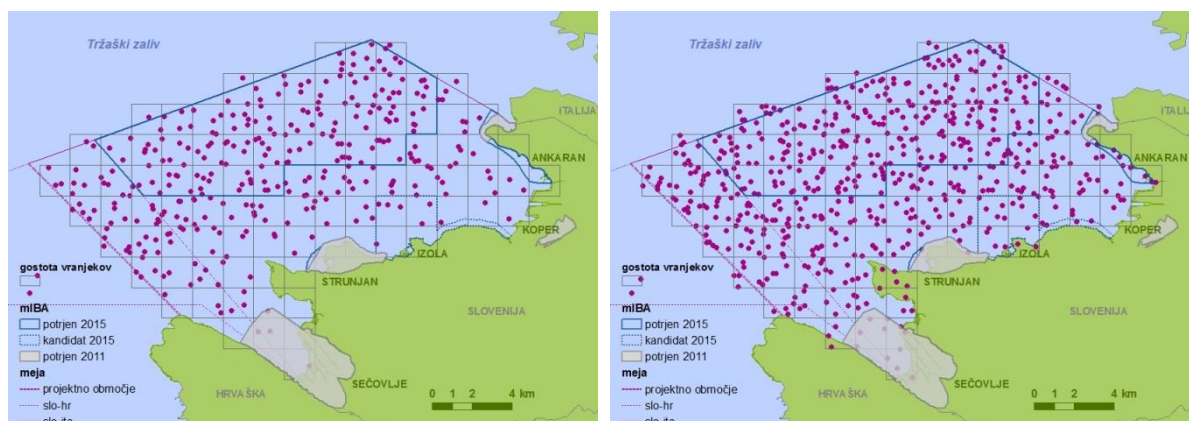 Tržaški zaliv
ITALIJA
ANKARAN
KOPER
IZOLA
STRUNJAN
SLOVENIJA
SEČOVLJE
HRVAŠKA
gostota vranjekov
mIBA
potrjen 2015
kandidat 2015
potrjen 2011
meja
projektno območje
slo-hr
0 2 4 km
Tržaški zaliv
ITALIJA
ANKARAN
KOPER
IZOLA
STRUNJAN
SLOVENIJA
SEČOVLJE
HRVAŠKA
gostota vranjekov
mIBA
potrjen 2015
kandidat 2015
potrjen 2011
meja
projektno območje
slo-hr
0 2 4 km